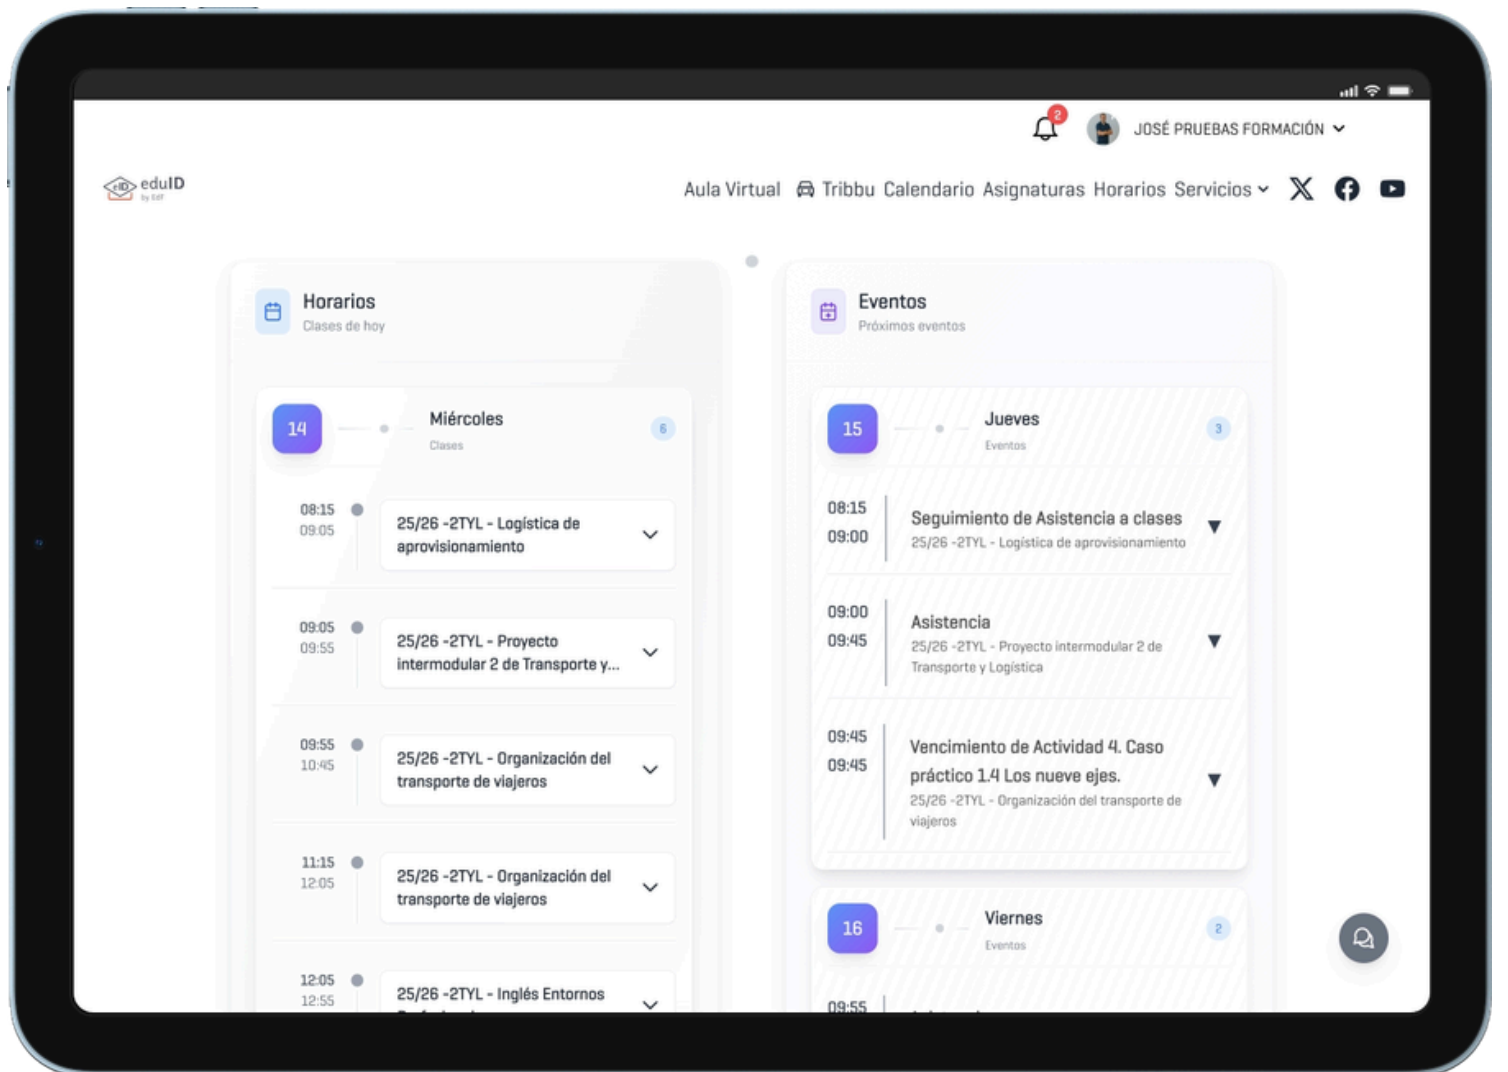 2
JOSÉ PRUEBAS FORMACIÓN
eID eduID
by EdF
Aula Virtual Tribbu Calendario Asignaturas Horarios Servicios
Horarios
Clases de hoy
14
Miércoles
Clases
6
08:15
09:05
25/26 -2TYL - Logística de
aprovisionamiento
09:05
09:55
25/26 -2TYL - Proyecto
intermodular 2 de Transporte y...
09:55
10:45
25/26 -2TYL - Organización del
transporte de viajeros
11:15
12:05
25/26 -2TYL - Organización del
transporte de viajeros
12:05
12:55
25/26 -2TYL - Inglés Entornos
Eventos
Próximos eventos
15
Jueves
Eventos
3
08:15
09:00
Seguimiento de Asistencia a clases
25/26 -2TYL - Logística de aprovisionamiento
09:00
09:45
Asistencia
25/26 -2TYL - Proyecto intermodular 2 de
Transporte y Logística
09:45
09:45
Vencimiento de Actividad 4. Caso
práctico 1.4 Los nueve ejes.
25/26 -2TYL - Organización del transporte de
viajeros
16
Viernes
Eventos
2
09:55